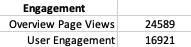 Engagement
Overview Page Views 24589
User Engagement 16921